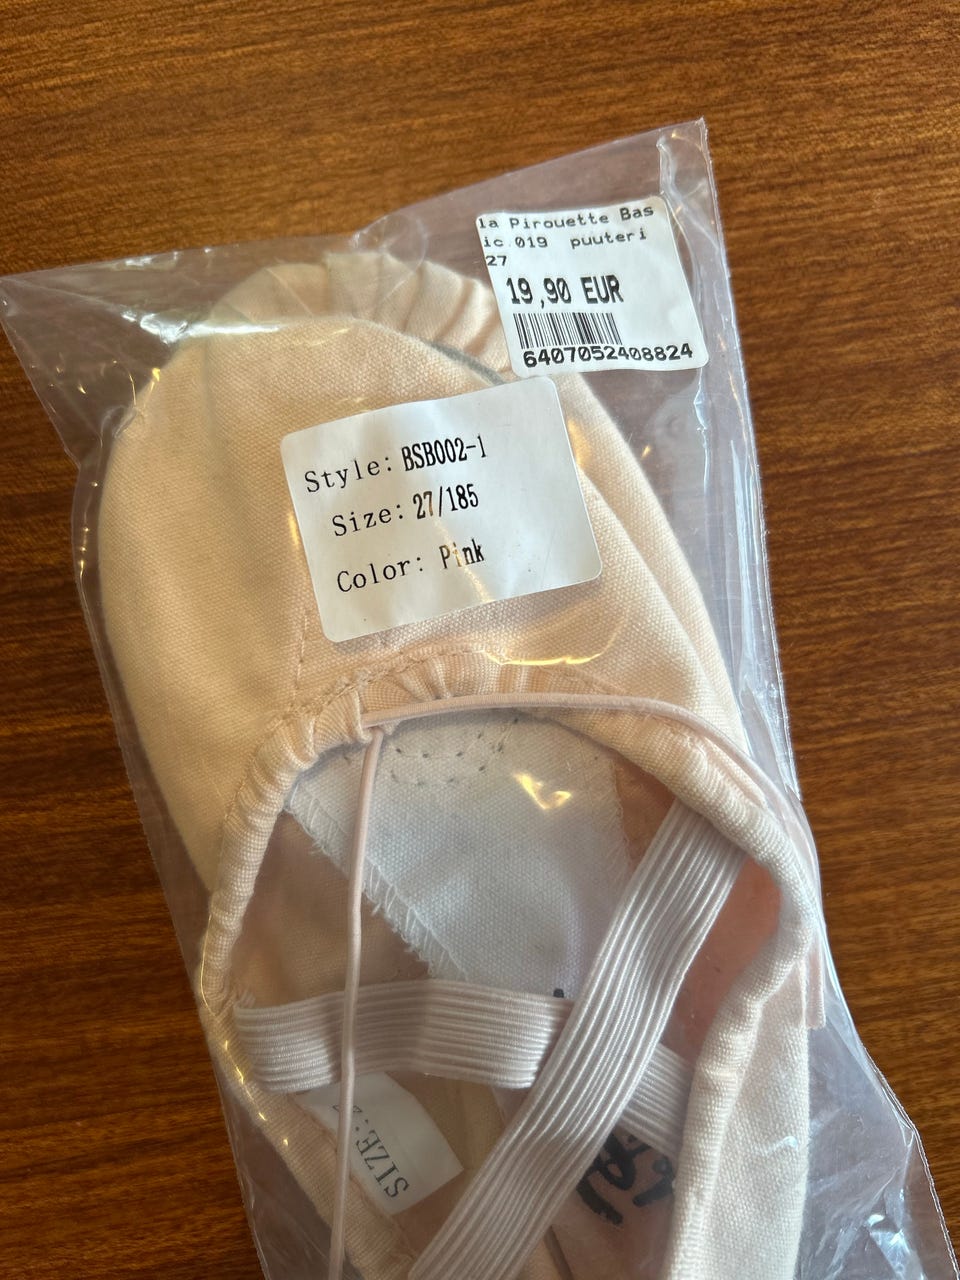 la Pirouette Bas
ic 019 puuteri
27
19,90 EUR
6407052408824
Style: BSB002-1
Size: 27/185
Color: Pink
SIZE: